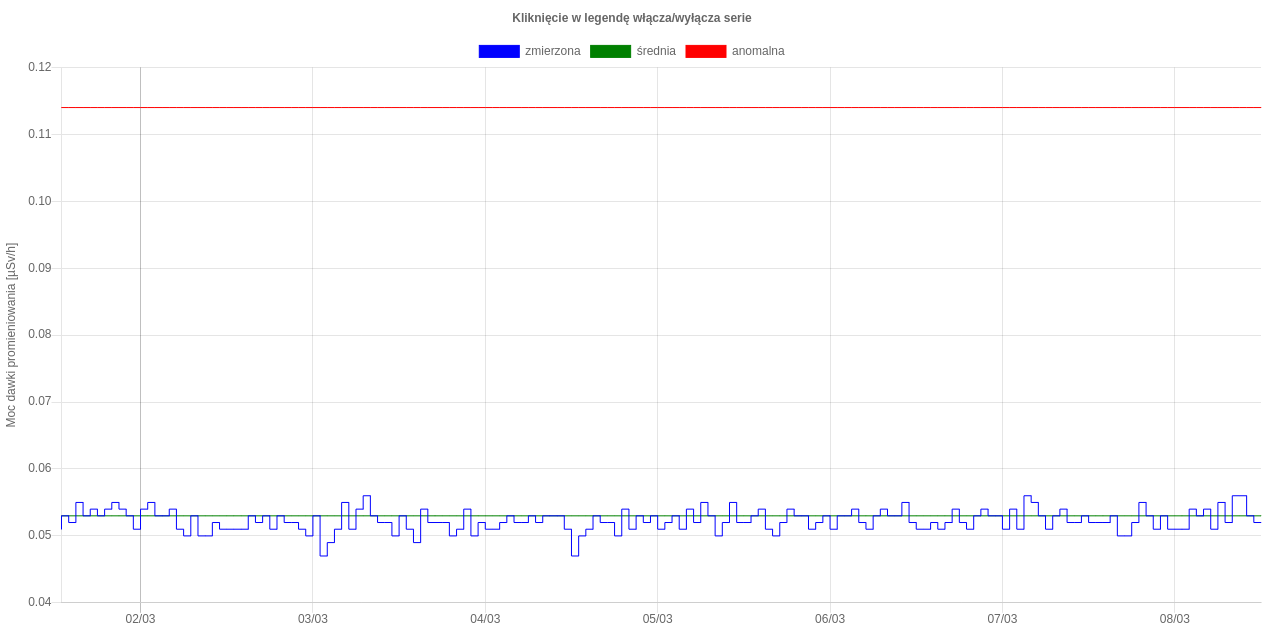 Kliknięcie w legendę włącza/wyłącza serie
zmierzona średnia anomalna
0.12
0.11
0.10
0.09
0.08
0.07
0.06
0.05
0.04
Moc dawki promieniowania [µSv/h]
02/03 03/03 04/03 05/03 06/03 07/03 08/03